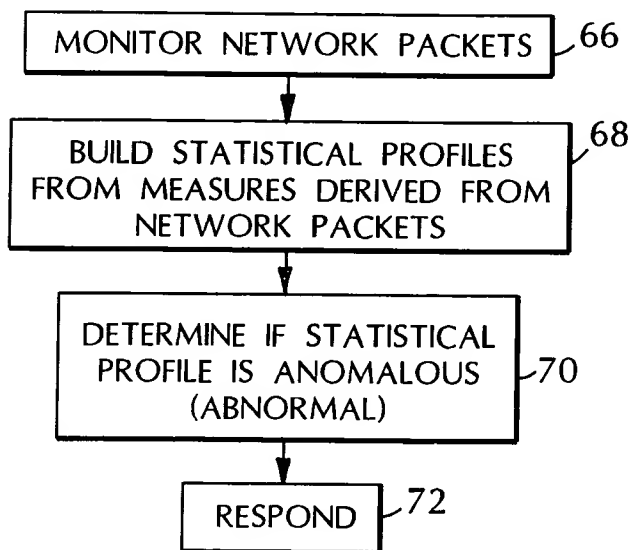 MONITOR NETWORK PACKETS 66
BUILD STATISTICAL PROFILES 68
FROM MEASURES DERIVED FROM
NETWORK PACKETS
DETERMINE IF STATISTICAL
PROFILE IS ANOMALOUS 70
(ABNORMAL)
RESPOND 72